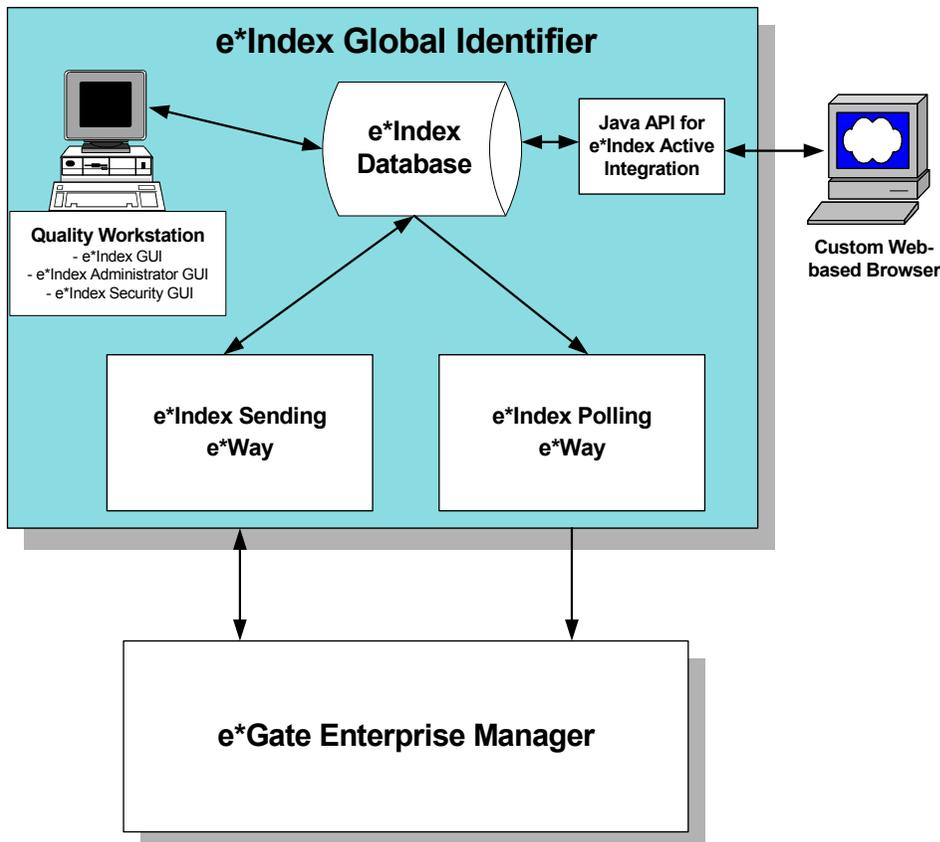 e*Index Global Identifier
e*Index
Database
Java API for
e*Index Active
Integration
Quality Workstation
- e*Index GUI
- e*Index Administrator GUI
- e*Index Security GUI
Custom Web-
based Browser
e*Index Sending
e*Way
e*Index Polling
e*Way
e*Gate Enterprise Manager